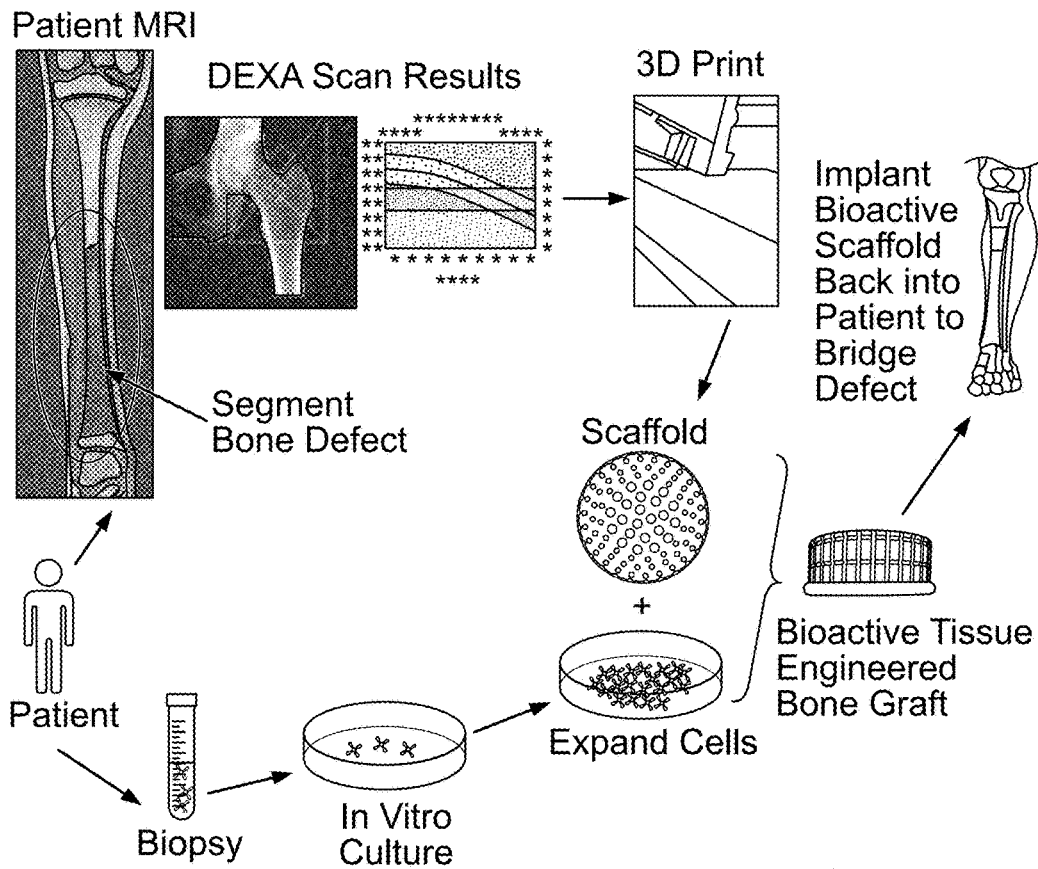 Patient MRI
DEXA Scan Results
********
**** ****
****
3D Print
Implant
Bioactive
Scaffold
Back into
Patient to
Bridge
Defect
Segment
Bone Defect
Scaffold
+
Patient
Biopsy
In Vitro
Culture
Expand Cells
Bioactive Tissue
Engineered
Bone Graft